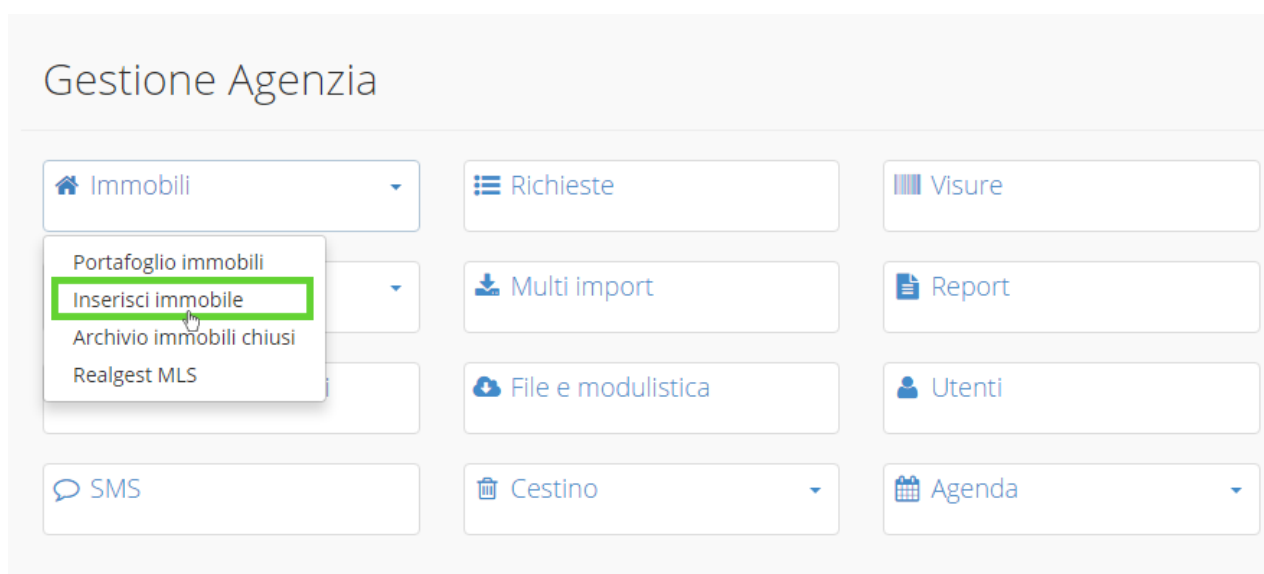 Gestione Agenzia
Immobili
Richieste
Visure
Portafoglio immobili
Inserisci immobile
Archivio immobili chiusi
Realgest MLS
Multi import
Report
File e modulistica
Utenti
SMS
Cestino
Agenda